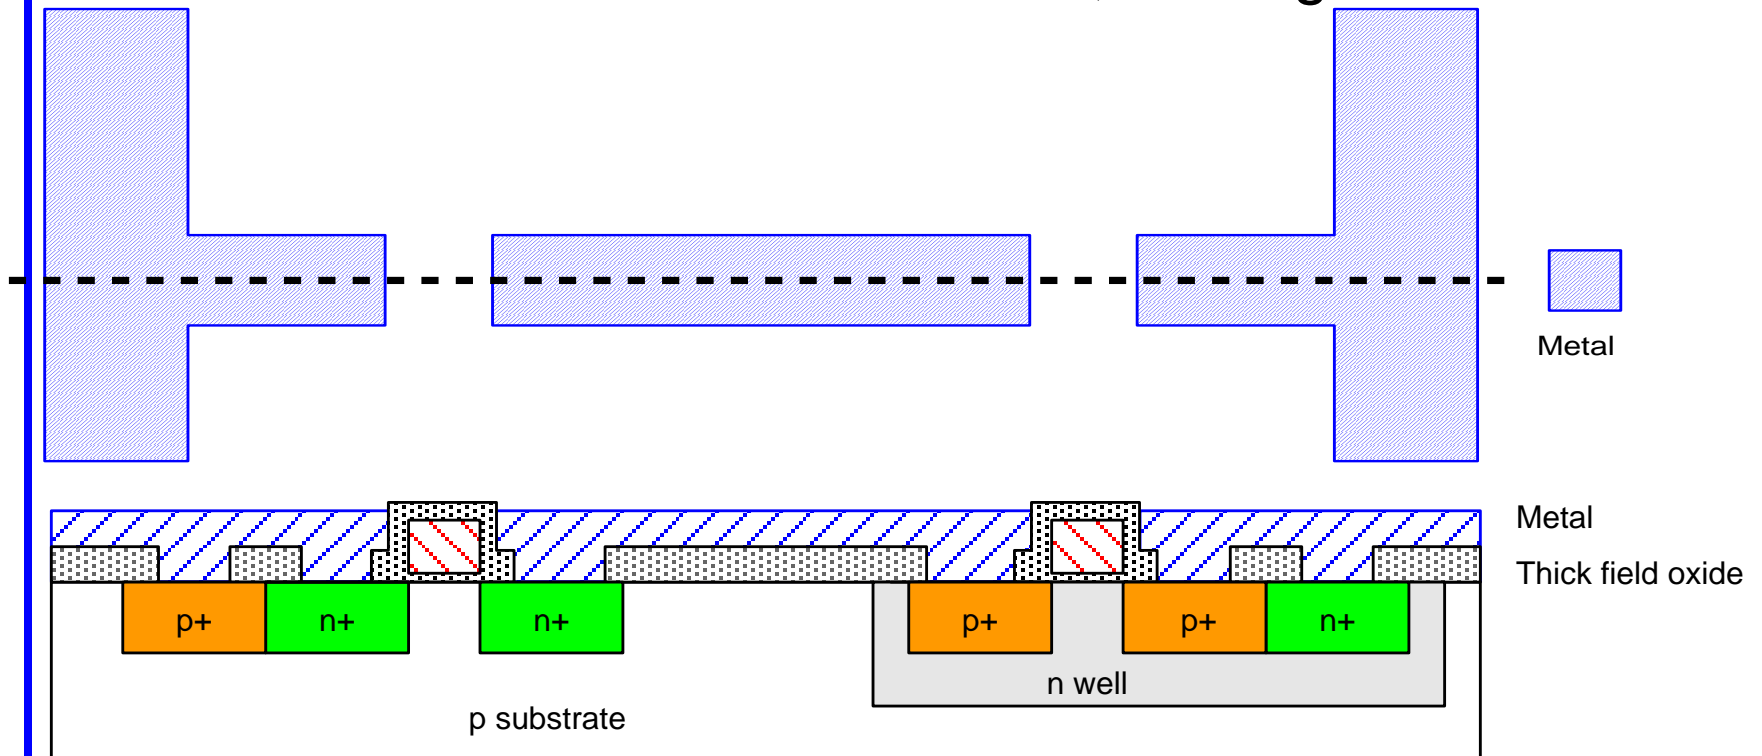 Metal
Metal
Thick field oxide
p+ n+ n+ p+ p+ n+
n well
p substrate